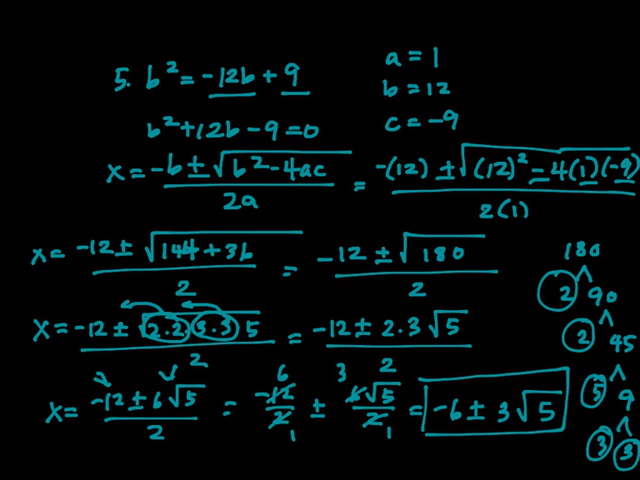 5. b² = -12b + 9
a = 1
b = 12
c = -9
b² + 12b - 9 = 0
x = (-b ± √(b² - 4ac))/2a = (-(12) ± √((12)² - 4(1)(-9)))/2(1)
x = (-12 ± √(144 + 36))/2 = (-12 ± √180)/2
x = (-12 ± √(2·2 3·3 5))/2 = (-12 ± 2·3√5)/2
x = (-12 ± 6√5)/2 = -12/2 ± 6√5/2 = -6 ± 3√5
6 3
1 1
180
2 90
2 45
5 9
3 3